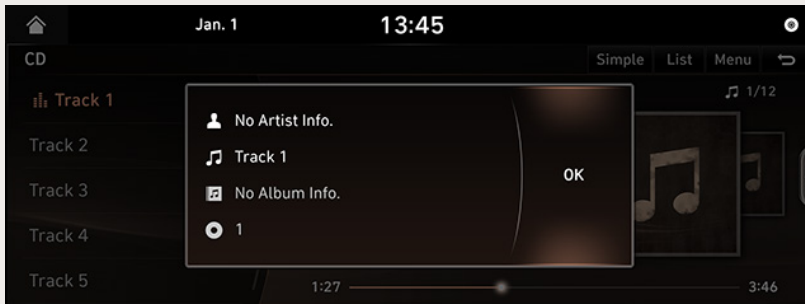 Jan. 1 13:45
CD Simple List Menu
Track 1 1/12
Track 2
Track 3
Track 4
Track 5
No Artist Info.
Track 1
No Album Info.
1
OK
1:27 3:46